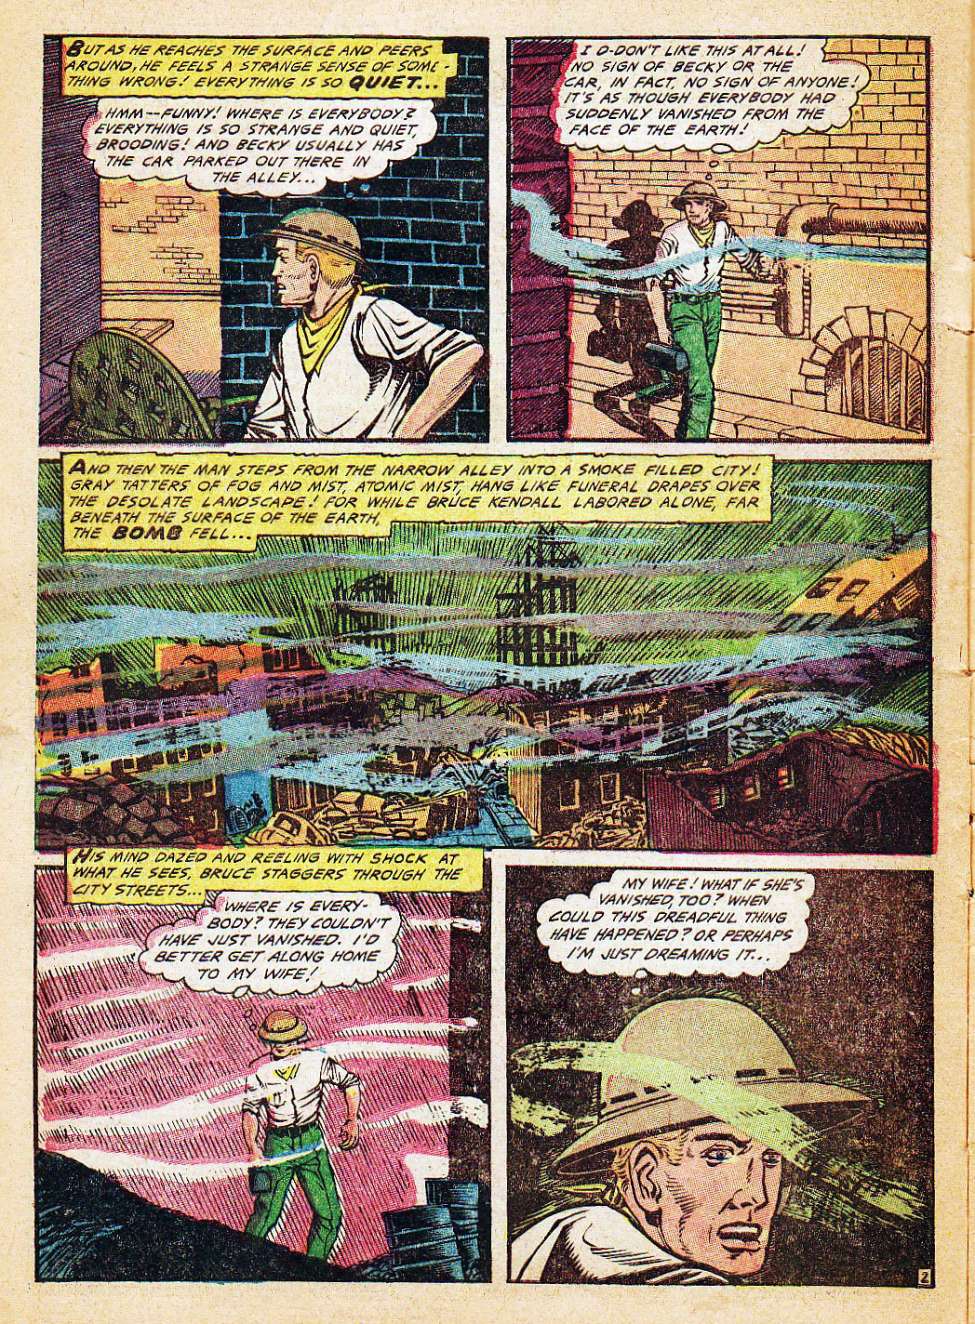 BUT AS HE REACHES THE SURFACE AND PEERS
AROUND, HE FEELS A STRANGE SENSE OF SOME-
THING WRONG! EVERYTHING IS SO QUIET...
HMM--FUNNY! WHERE IS EVERYBODY?
EVERYTHING IS SO STRANGE AND QUIET,
BROODING! AND BECKY USUALLY HAS
THE CAR PARKED OUT THERE IN
THE ALLEY...
I D-DON'T LIKE THIS AT ALL!
NO SIGN OF BECKY OR THE
CAR, IN FACT, NO SIGN OF ANYONE!
IT'S AS THOUGH EVERYBODY HAD
SUDDENLY VANISHED FROM THE
FACE OF THE EARTH!
AND THEN THE MAN STEPS FROM THE NARROW ALLEY INTO A SMOKE FILLED CITY!
GRAY TATTERS OF FOG AND MIST, ATOMIC MIST, HANG LIKE FUNERAL DRAPES OVER
THE DESOLATE LANDSCAPE! FOR WHILE BRUCE KENDALL LABORED ALONE, FAR
BENEATH THE SURFACE OF THE EARTH,
THE BOMB FELL...
HIS MIND DAZED AND REELING WITH SHOCK AT
WHAT HE SEES, BRUCE STAGGERS THROUGH THE
CITY STREETS...
WHERE IS EVERY-
BODY? THEY COULDN'T
HAVE JUST VANISHED. I'D
BETTER GET ALONG HOME
TO MY WIFE!
MY WIFE! WHAT IF SHE'S
VANISHED, TOO? WHEN
COULD THIS DREADFUL THING
HAVE HAPPENED? OR PERHAPS
I'M JUST DREAMING IT...
2